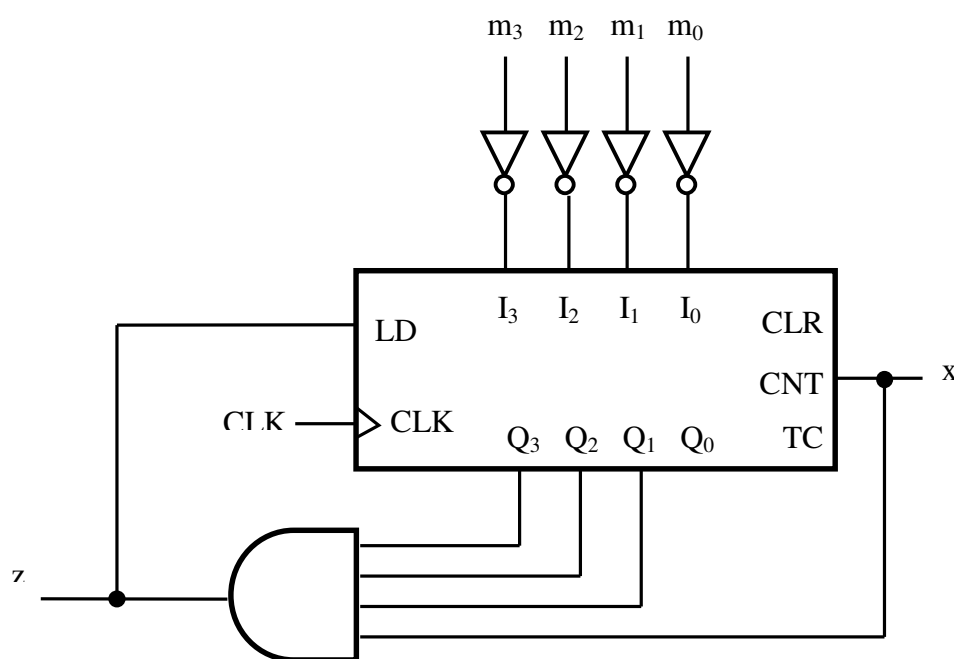 m₃ m₂ m₁ m₀
I₃ I₂ I₁ I₀
CLR
LD
x
CNT
CLK
CLK
Q₃ Q₂ Q₁ Q₀
TC
z